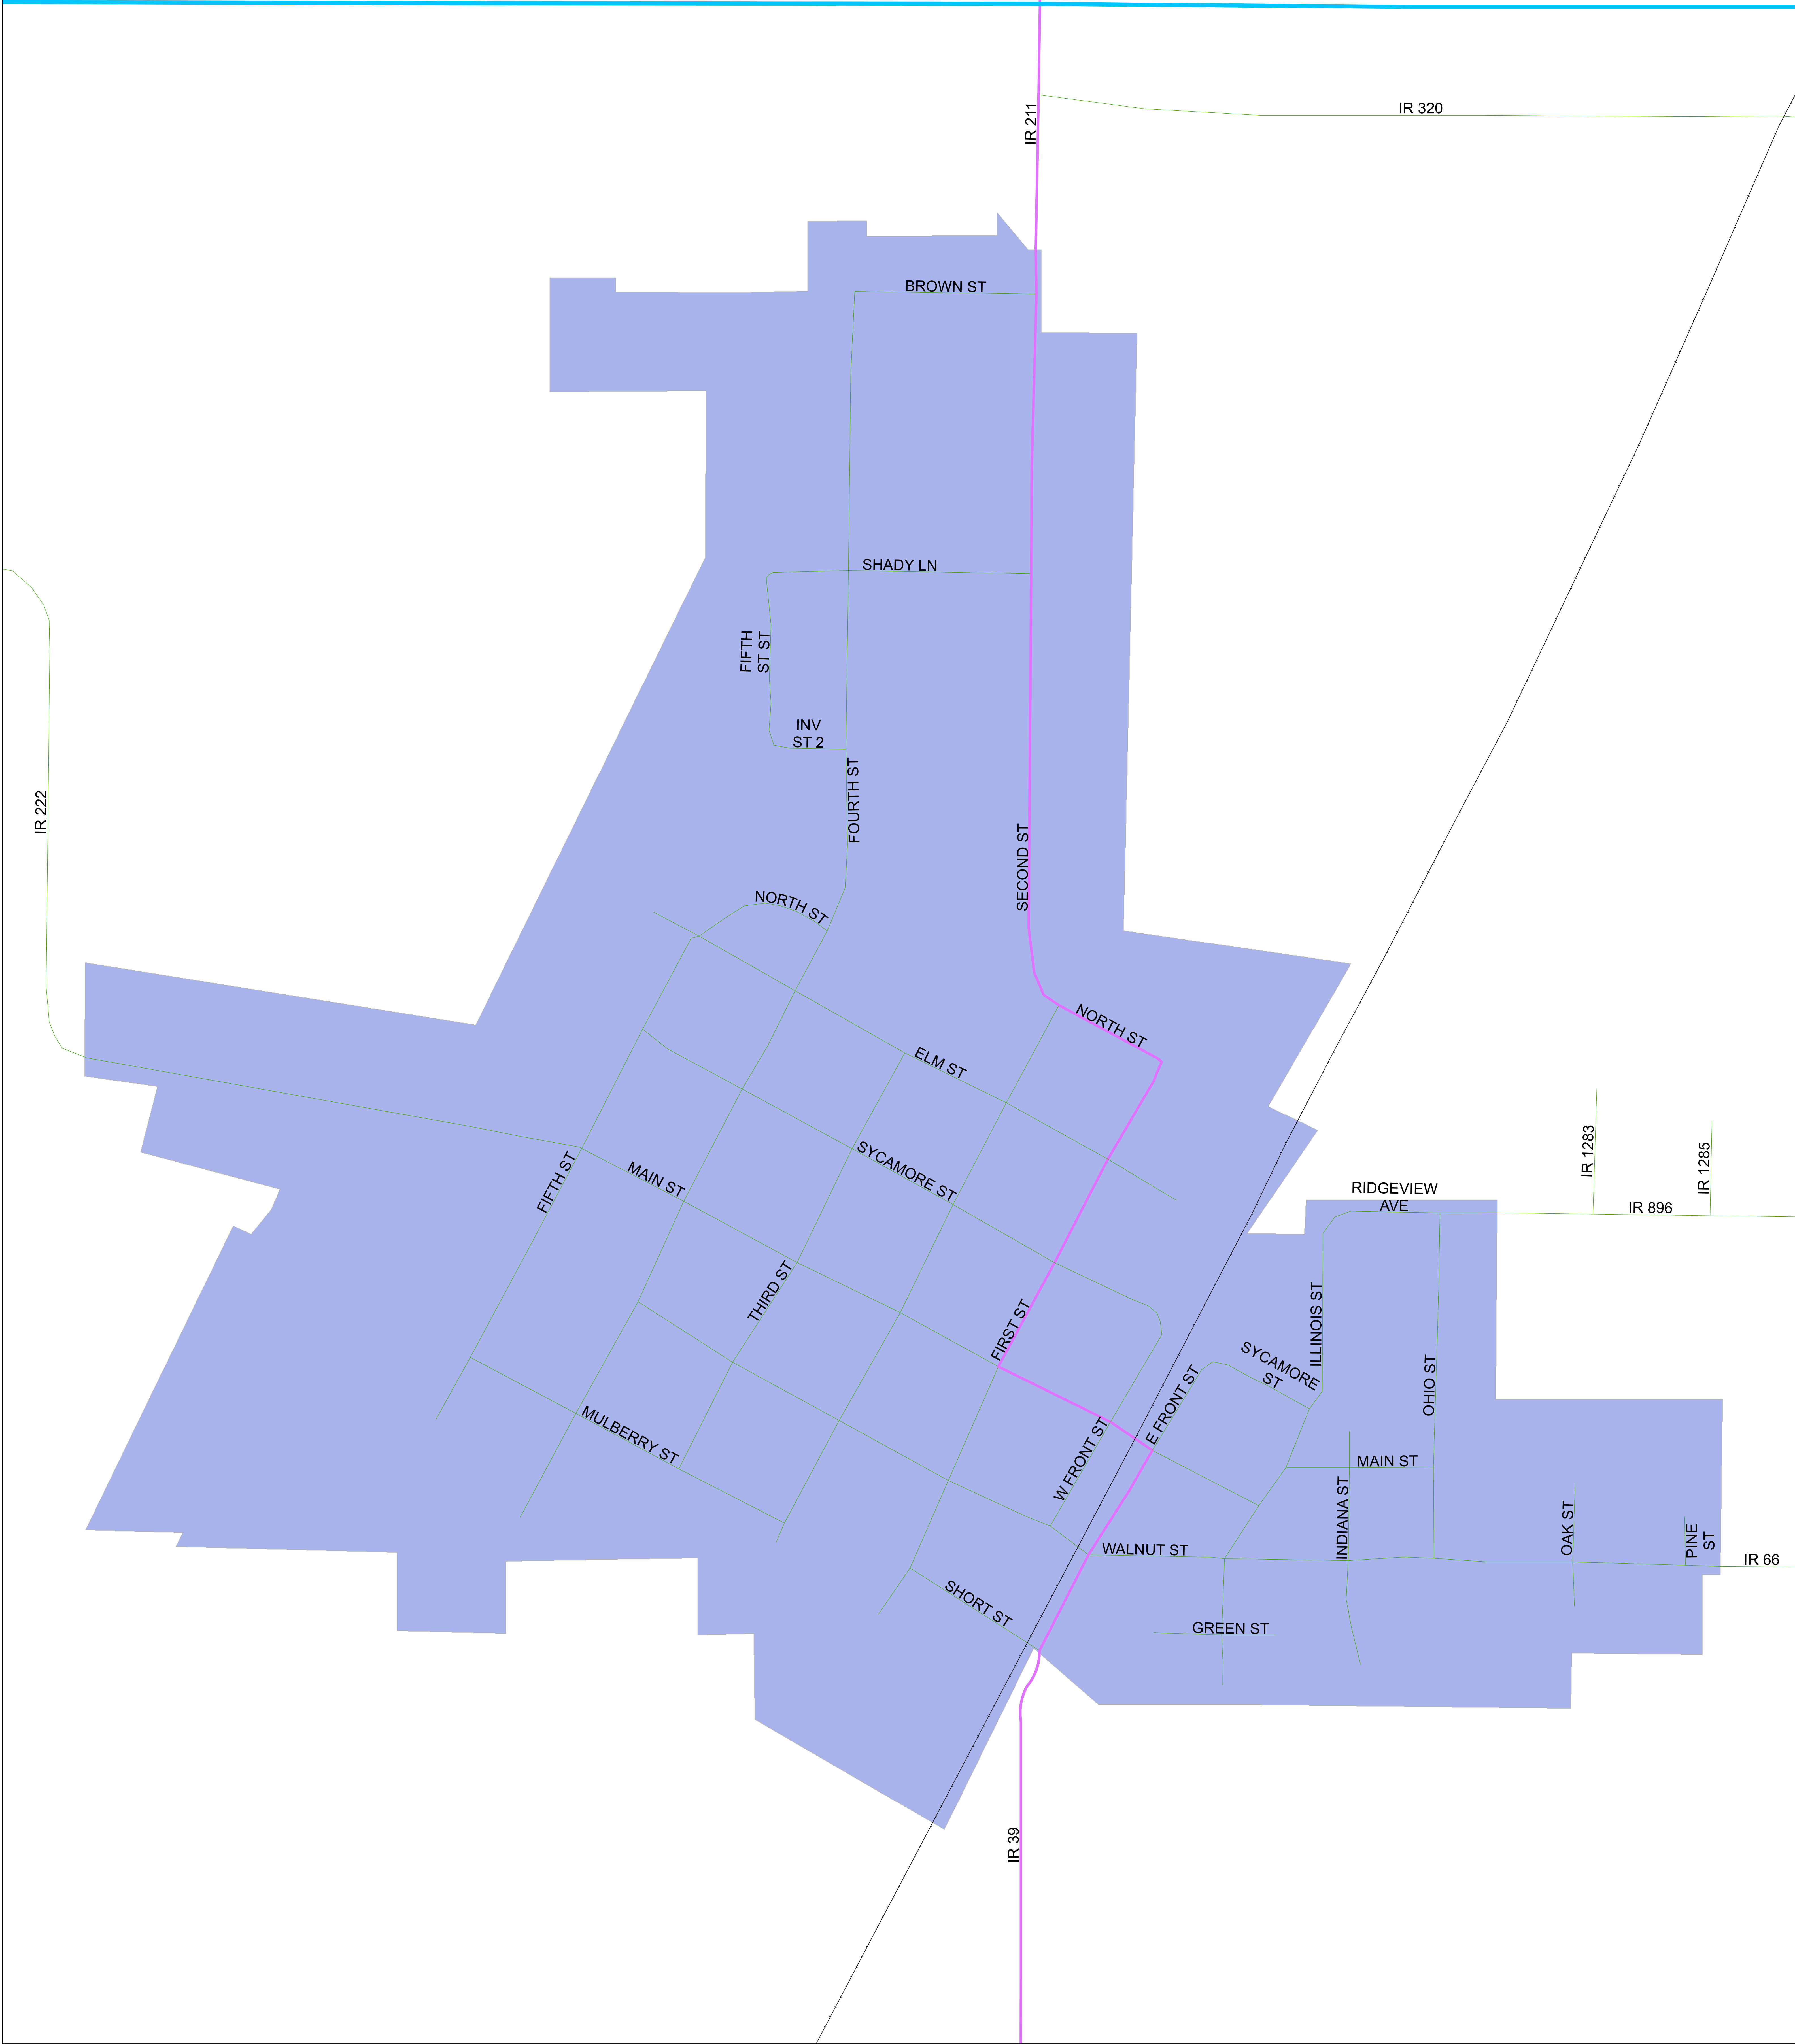 IR 320
IR 211
BROWN ST
SHADY LN
FIFTH
ST ST
INV
ST 2
FOURTH ST
IR 222
SECOND ST
NORTH ST
NORTH ST
ELM ST
SYCAMORE ST
MAIN ST
FIFTH ST
THIRD ST
FIRST ST
MULBERRY ST
W FRONT ST
E FRONT ST
SYCAMORE
ST
ILLINOIS ST
RIDGEVIEW
AVE
IR 896
IR 1283
IR 1285
OHIO ST
MAIN ST
INDIANA ST
OAK ST
PINE
ST
WALNUT ST
IR 66
SHORT ST
GREEN ST
IR 39